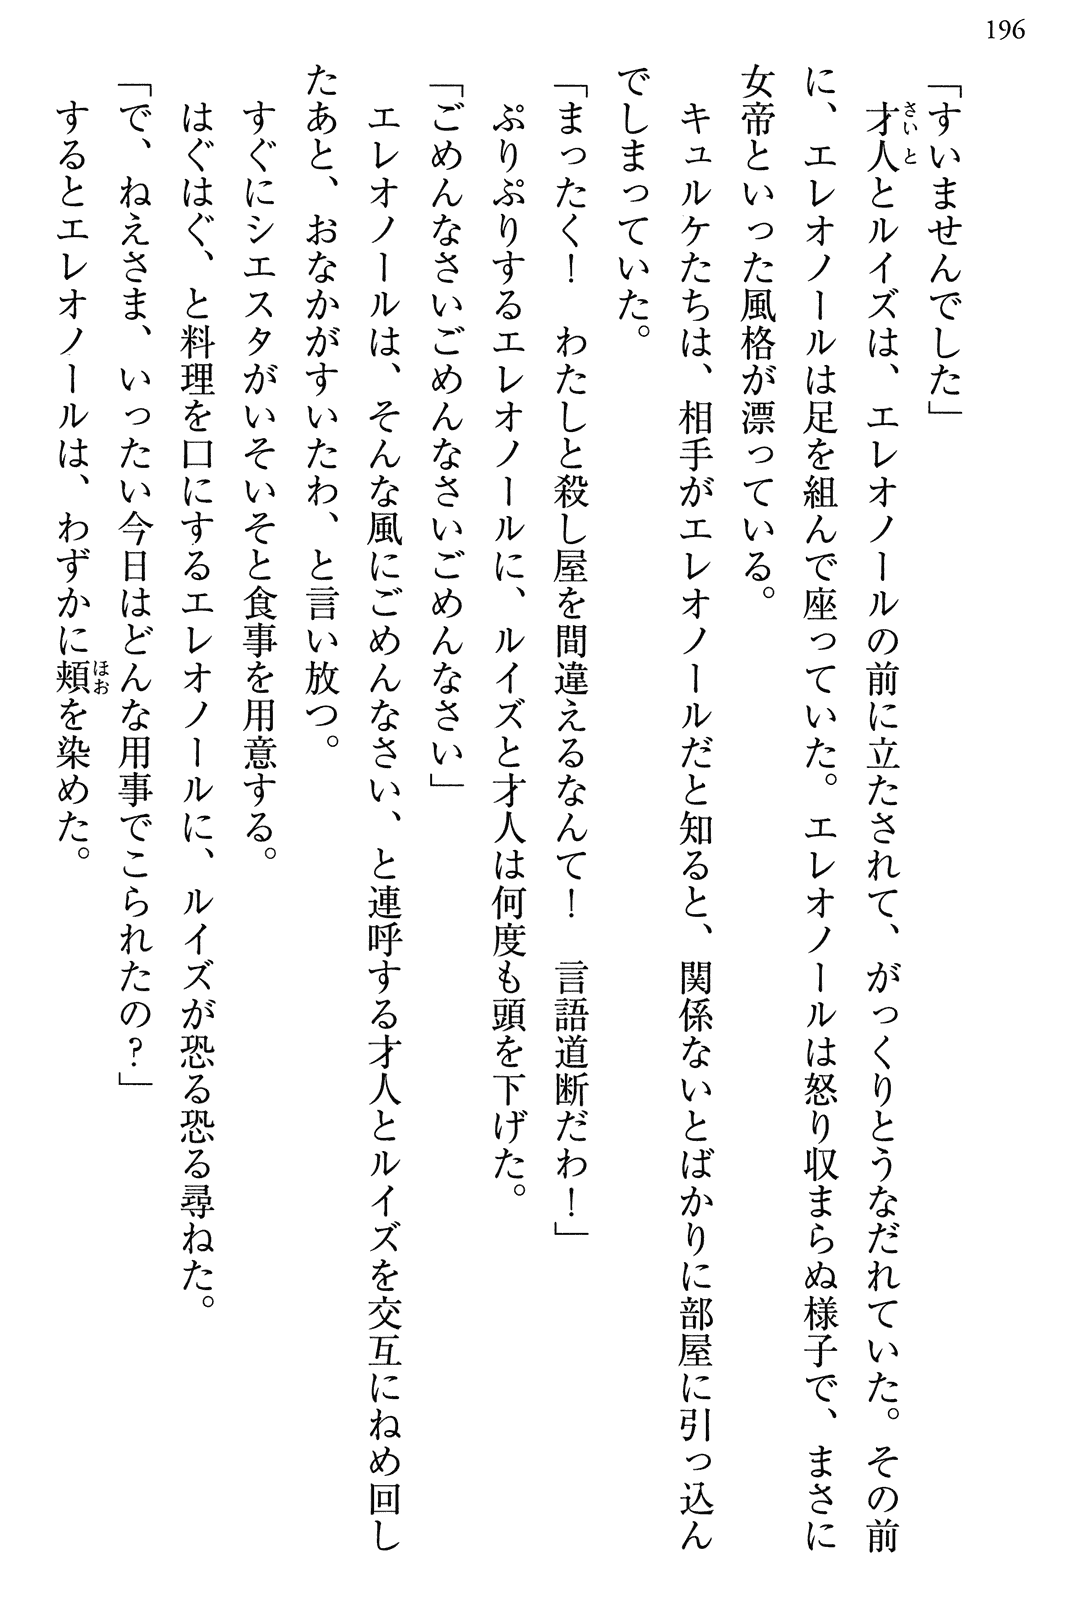 196
「すいませんでした」
才人とルイズは、エレオノールの前に立たされて、がっくりとうなだれていた。その前
に、エレオノールは足を組んで座っていた。エレオノールは怒り収まらぬ様子で、まさに
女帝といった風格が漂っている。
キュルケたちは、相手がエレオノールだと知ると、関係ないとばかりに部屋に引っ込ん
でしまっていた。
「まったく！　わたしと殺し屋を間違えるなんて！　言語道断だわ！」
ぷりぷりするエレオノールに、ルイズと才人は何度も頭を下げた。
「ごめんなさいごめんなさいごめんなさい」
エレオノールは、そんな風にごめんなさい、と連呼する才人とルイズを交互にねめ回し
たあと、おなかがすいたわ、と言い放つ。
すぐにシエスタがいそいそと食事を用意する。
はぐはぐ、と料理を口にするエレオノールに、ルイズが恐る恐る尋ねた。
「で、ねえさま、いったい今日はどんな用事でこられたの？」
するとエレオノールは、わずかに頬を染めた。
さいと
ほお